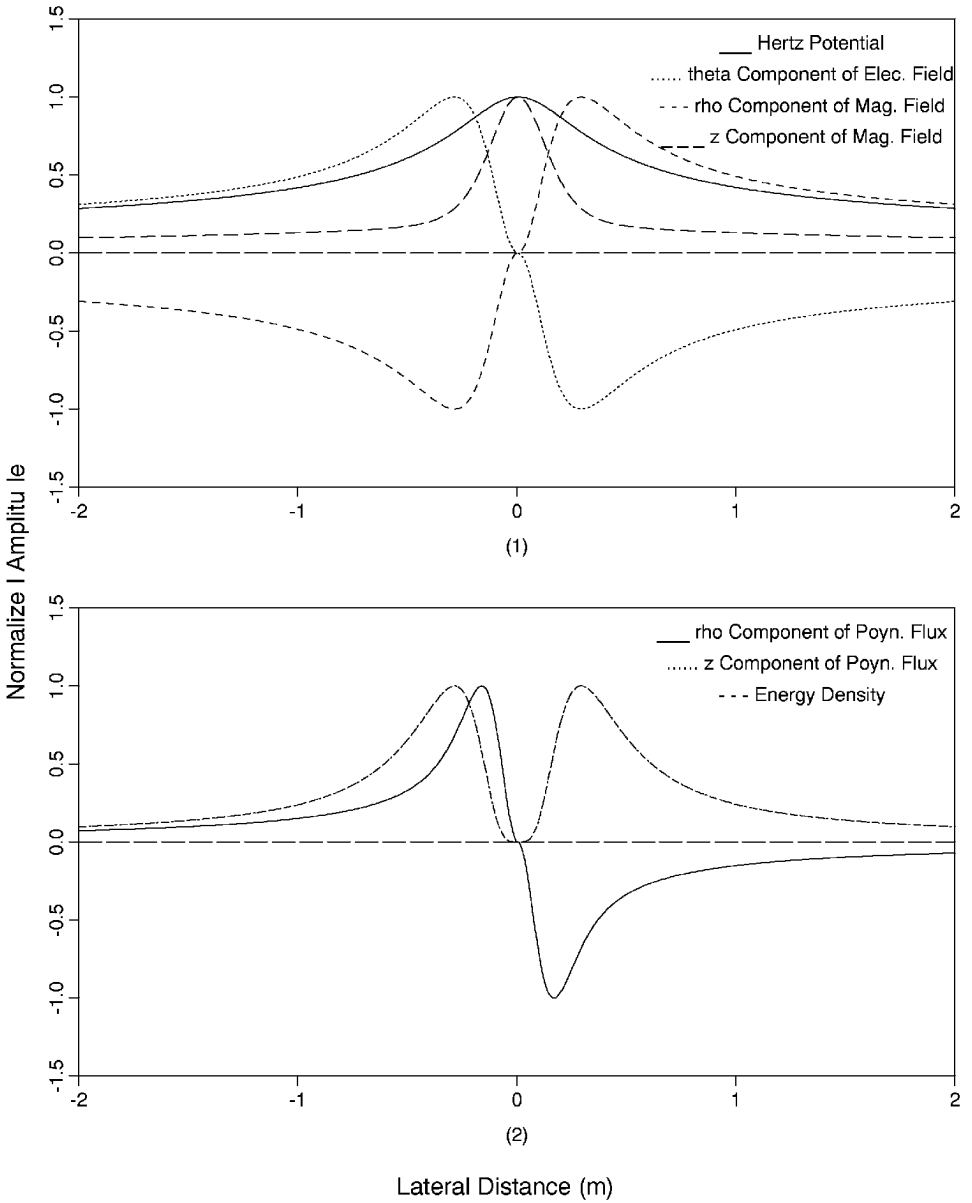 1.5
1.0
0.5
0.0
-0.5
-1.0
-1.5
Hertz Potential
theta Component of Elec. Field
rho Component of Mag. Field
z Component of Mag. Field
-2 -1 0 1 2
(1)
Normalize l Amplitu le
1.5
1.0
0.5
0.0
-0.5
-1.0
-1.5
rho Component of Poyn. Flux
z Component of Poyn. Flux
Energy Density
-2 -1 0 1 2
(2)
Lateral Distance (m)